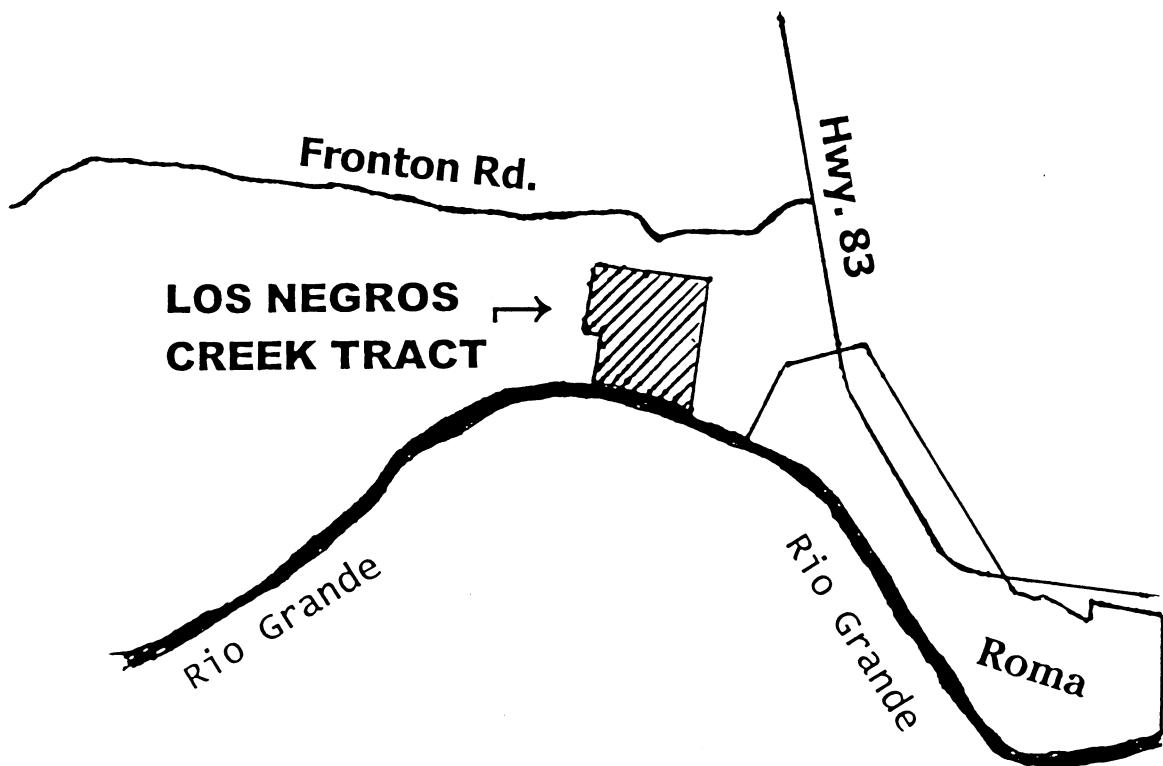 Fronton Rd.
Hwy. 83
LOS NEGROS
CREEK TRACT
Rio Grande
Rio Grande
Roma